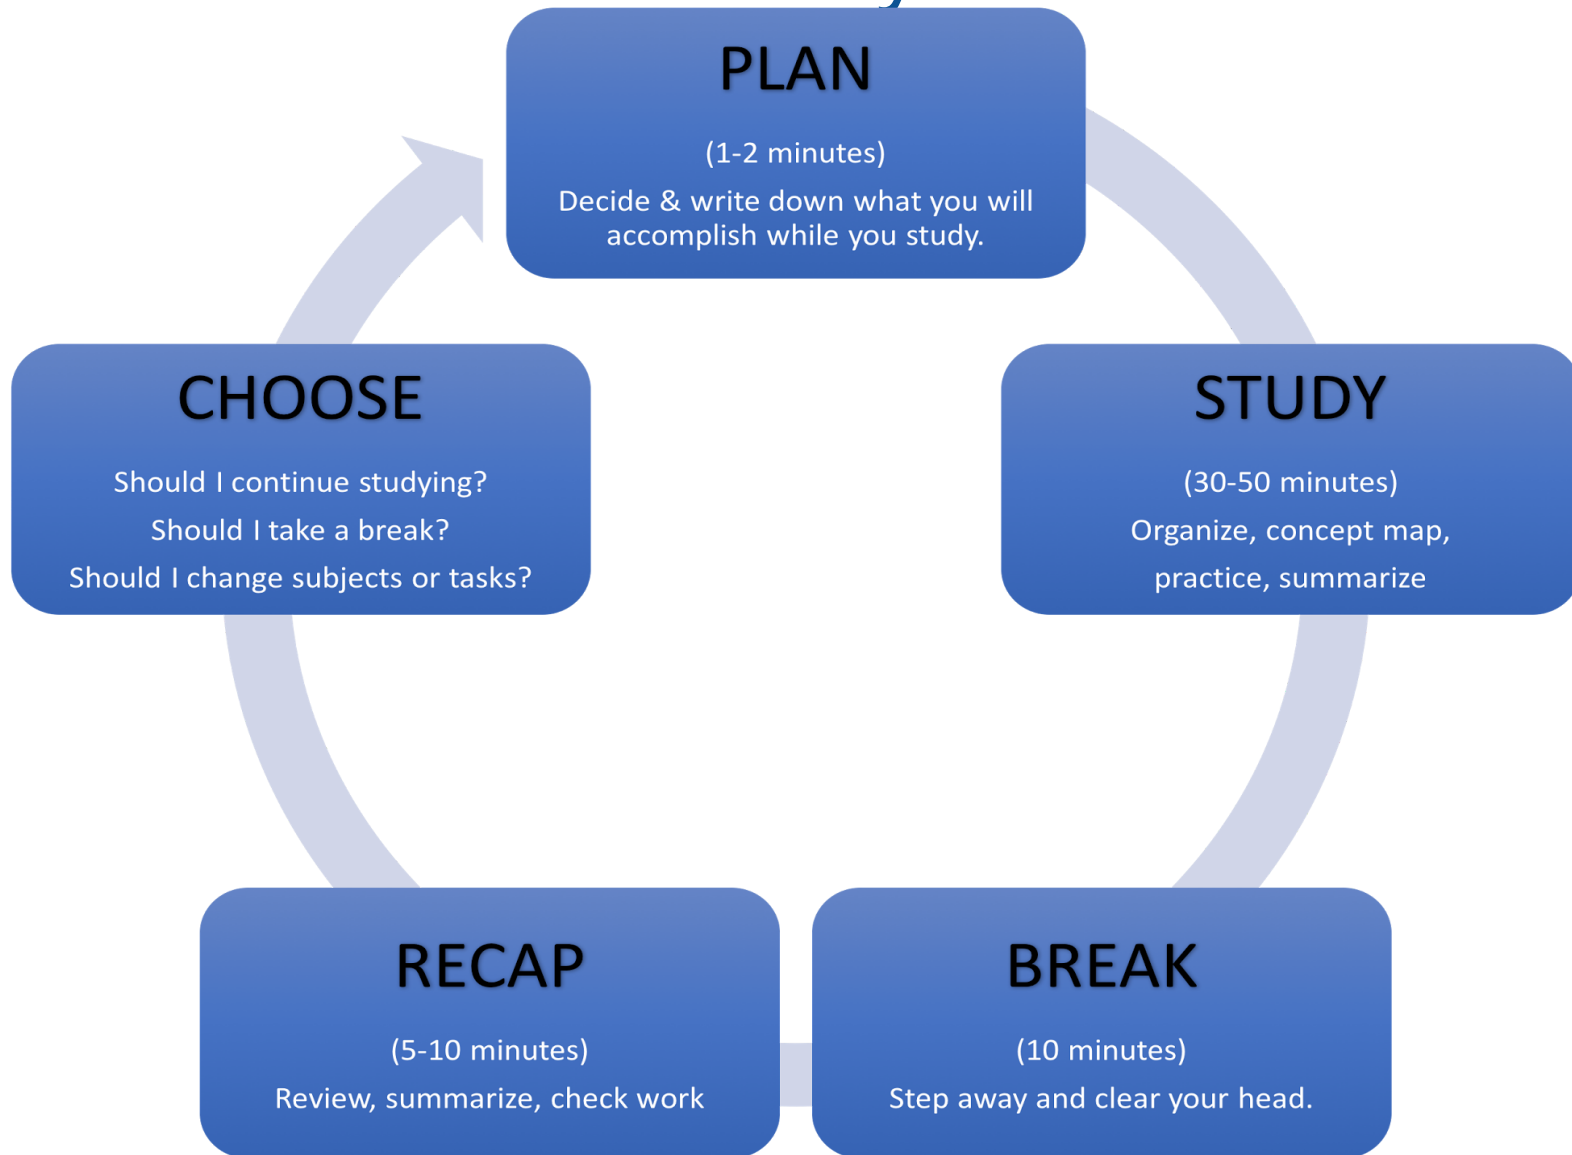 PLAN
(1-2 minutes)
Decide & write down what you will
accomplish while you study.
STUDY
(30-50 minutes)
Organize, concept map,
practice, summarize
BREAK
(10 minutes)
Step away and clear your head.
RECAP
(5-10 minutes)
Review, summarize, check work
CHOOSE
Should I continue studying?
Should I take a break?
Should I change subjects or tasks?